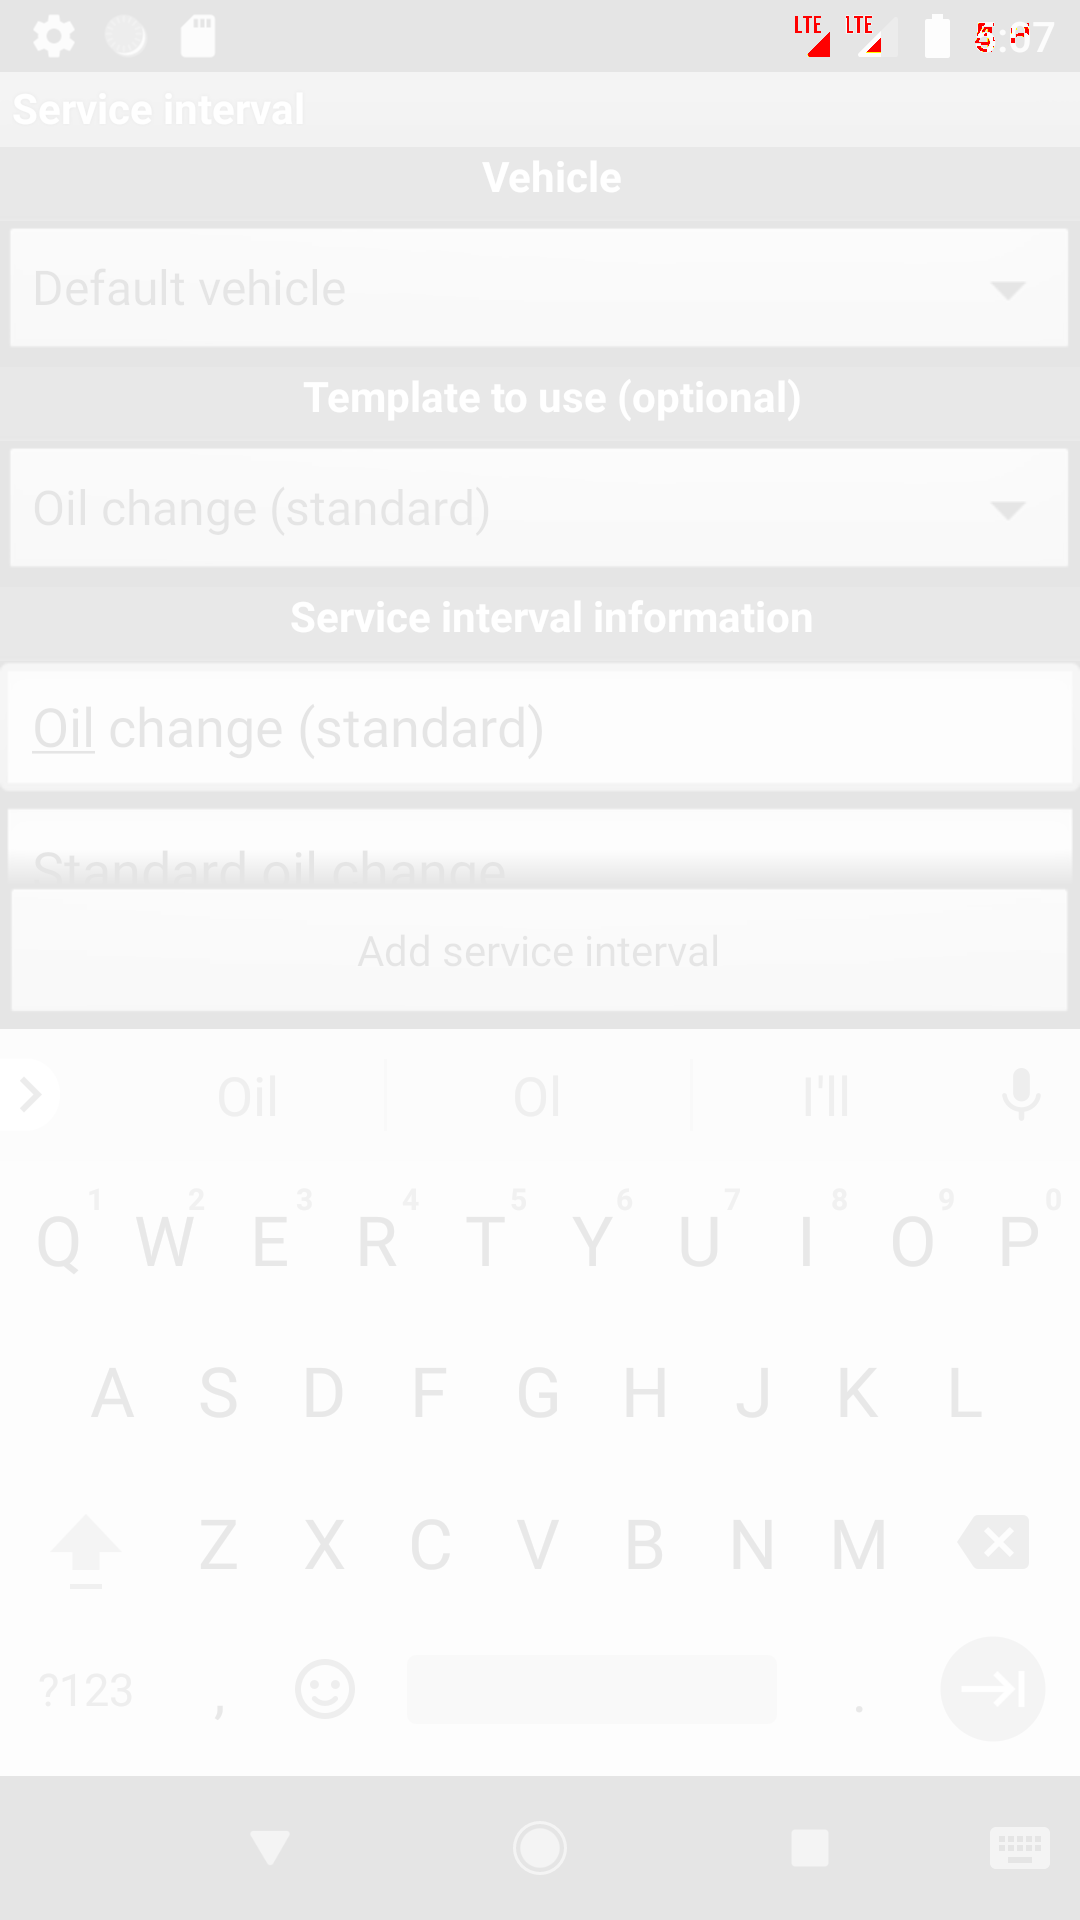 LTE LTE
Service interval
Vehicle
Default vehicle
Template to use (optional)
Oil change (standard)
Service interval information
Oil change (standard)
Standard oil change
Add service interval
Oil Ol I'll
1 2 3 4 5 6 7 8 9 0
Q W E R T Y U I O P
A S D F G H J K L
Z X C V B N M
?123 , .